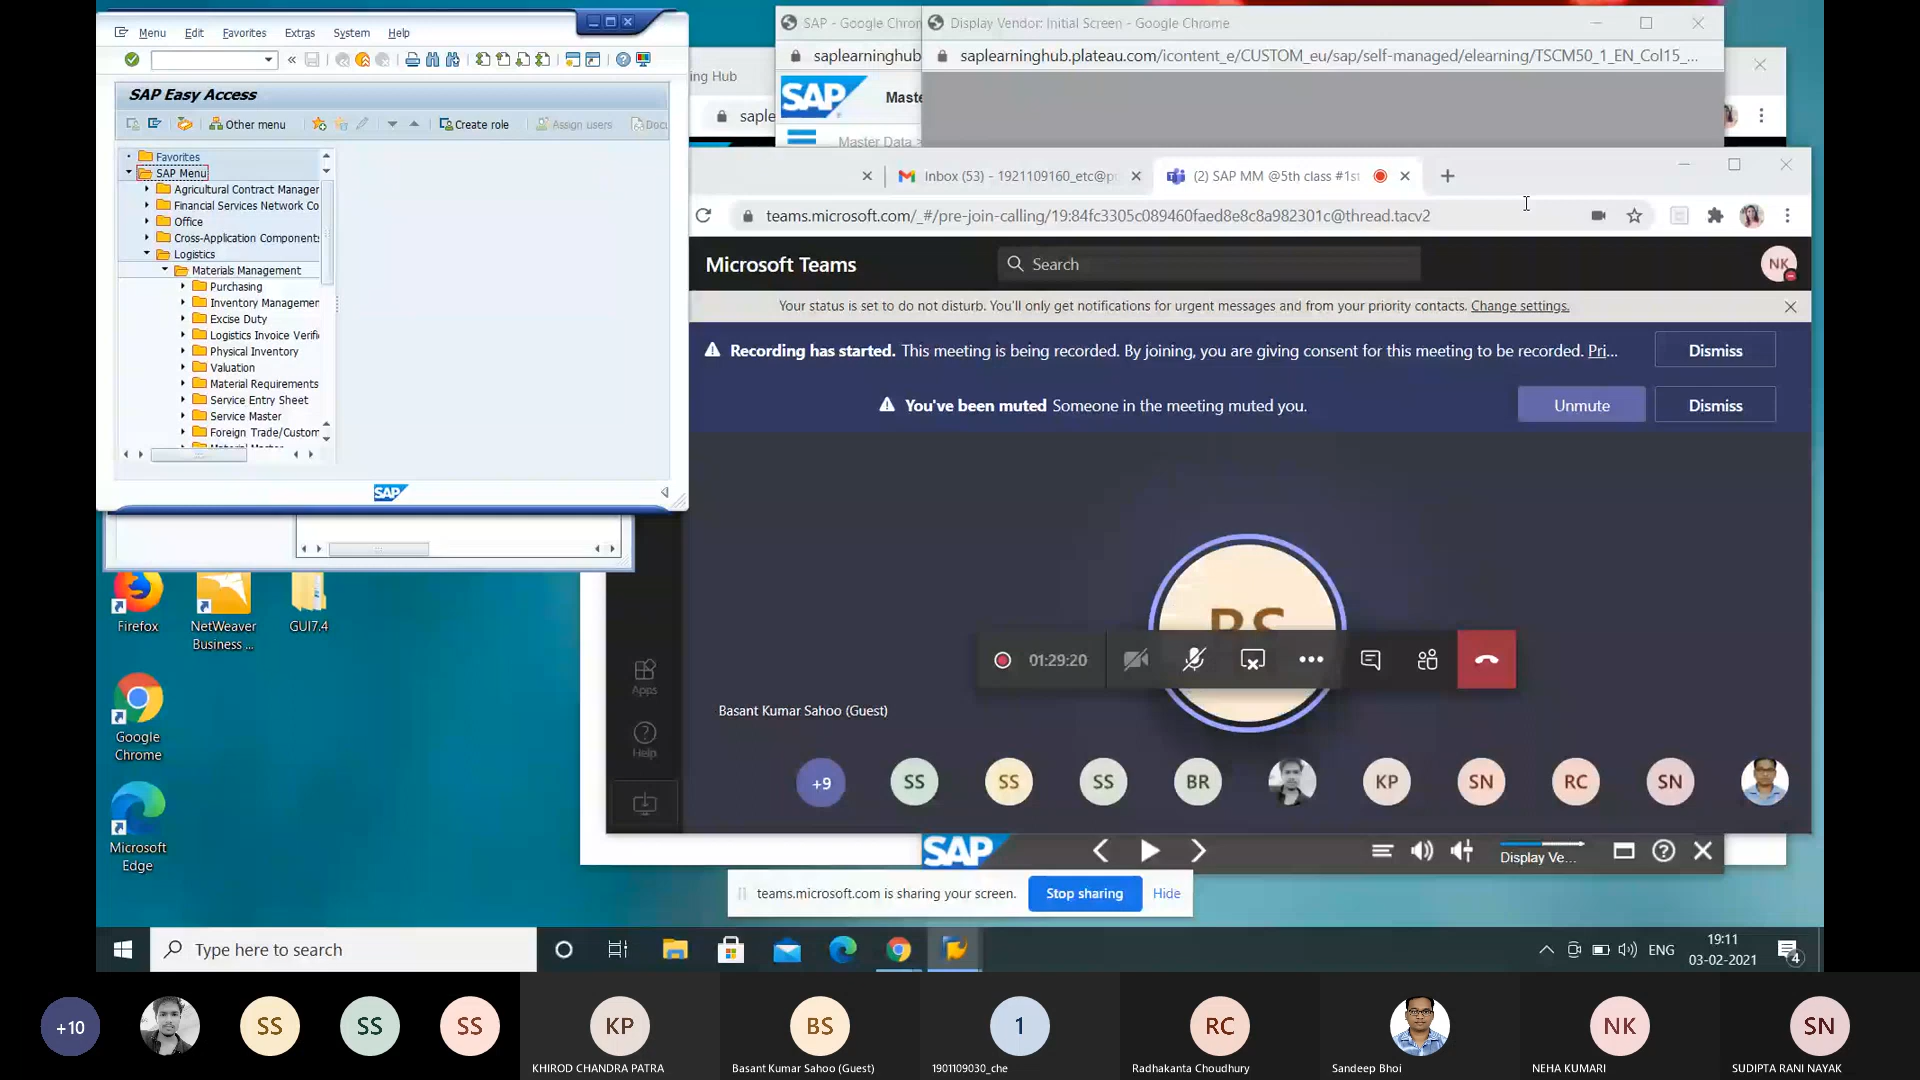 Menu Edit Favorites Extras System Help
SAP Easy Access
Other menu
Create role
Assign users
Favorites
SAP Menu
Agricultural Contract Manager
Financial Services Network Co
Office
Cross-Application Components
Logistics
Materials Management
Purchasing
Inventory Managemen
Excise Duty
Logistics Invoice Verifi
Physical Inventory
Valuation
Material Requirements
Service Entry Sheet
Service Master
Foreign Trade/Custom
SAP
SAP - Google Chron
saplearninghub
SAP
Maste
Master Data >
ng Hub
saple
Display Vendor: Initial Screen - Google Chrome
saplearninghub.plateau.com/icontent_e/CUSTOM_eu/sap/self-managed/elearning/TSCM50_1_EN_Col15_...
Inbox (53) - 1921109160_etc@p
(2) SAP MM @5th class #1st
teams.microsoft.com/_#/pre-join-calling/19:84fc3305c089460faed8e8c8a982301c@thread.tacv2
Microsoft Teams
Search
NK
Your status is set to do not disturb. You'll only get notifications for urgent messages and from your priority contacts. Change settings.
Recording has started. This meeting is being recorded. By joining, you are giving consent for this meeting to be recorded. Pri...
Dismiss
You've been muted Someone in the meeting muted you.
Unmute
Dismiss
BS
01:29:20
Apps
Help
Basant Kumar Sahoo (Guest)
+9 SS SS SS BR KP SN RC SN
SAP
Display Ve...
teams.microsoft.com is sharing your screen.
Stop sharing
Hide
Firefox
NetWeaver
Business ...
GUI7.4
Google
Chrome
Microsoft
Edge
Type here to search
ENG
19:11
03-02-2021
4
+10 SS SS SS KP BS 1 RC NK SN
KHIROD CHANDRA PATRA
Basant Kumar Sahoo (Guest)
1901109030_che
Radhakanta Choudhury
Sandeep Bhoi
NEHA KUMARI
SUDIPTA RANI NAYAK